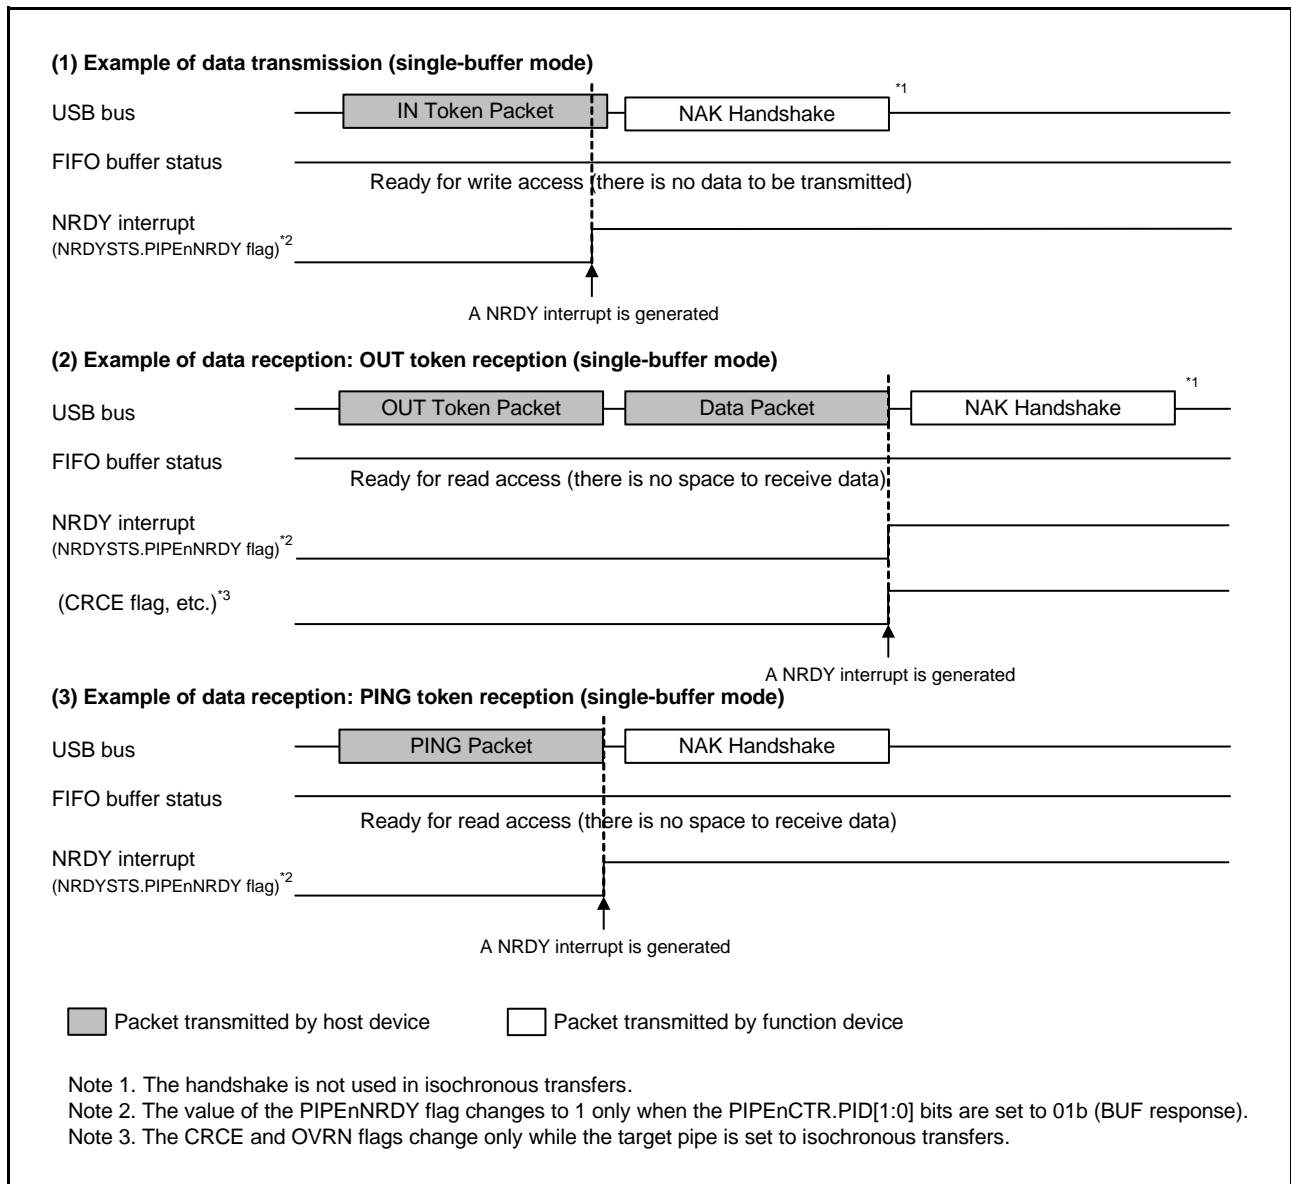 (1) Example of data transmission (single-buffer mode)
USB bus
IN Token Packet
NAK Handshake
*1
FIFO buffer status
Ready for write access (there is no data to be transmitted)
NRDY interrupt
(NRDYSTS.PIPEnNRDY flag)*2
A NRDY interrupt is generated
(2) Example of data reception: OUT token reception (single-buffer mode)
USB bus
OUT Token Packet
Data Packet
NAK Handshake
*1
FIFO buffer status
Ready for read access (there is no space to receive data)
NRDY interrupt
(NRDYSTS.PIPEnNRDY flag)*2
(CRCE flag, etc.)*3
A NRDY interrupt is generated
(3) Example of data reception: PING token reception (single-buffer mode)
USB bus
PING Packet
NAK Handshake
FIFO buffer status
Ready for read access (there is no space to receive data)
NRDY interrupt
(NRDYSTS.PIPEnNRDY flag)*2
A NRDY interrupt is generated
Packet transmitted by host device
Packet transmitted by function device
Note 1. The handshake is not used in isochronous transfers.
Note 2. The value of the PIPEnNRDY flag changes to 1 only when the PIPEnCTR.PID[1:0] bits are set to 01b (BUF response).
Note 3. The CRCE and OVRN flags change only while the target pipe is set to isochronous transfers.